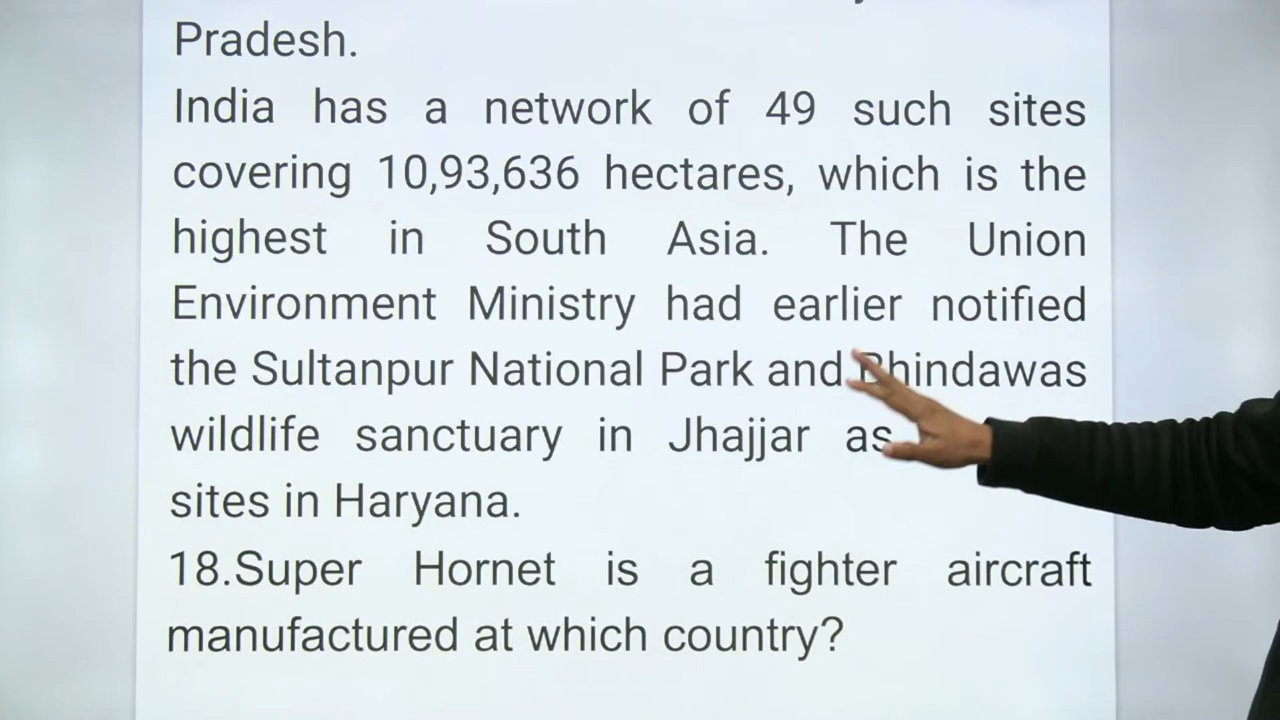 Pradesh.
India has a network of 49 such sites
covering 10,93,636 hectares, which is the
highest in South Asia. The Union
Environment Ministry had earlier notified
the Sultanpur National Park and Bhindawas
wildlife sanctuary in Jhajjar as
sites in Haryana.
18.Super Hornet is a fighter aircraft
manufactured at which country?